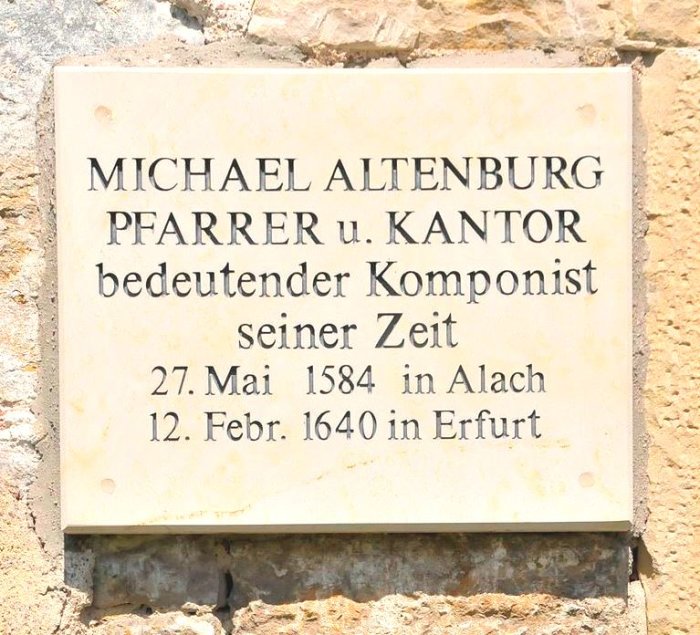 MICHAEL ALTENBURG
PFARRER u. KANTOR
bedeutender Komponist
seiner Zeit
27. Mai 1584 in Alach
12. Febr. 1640 in Erfurt